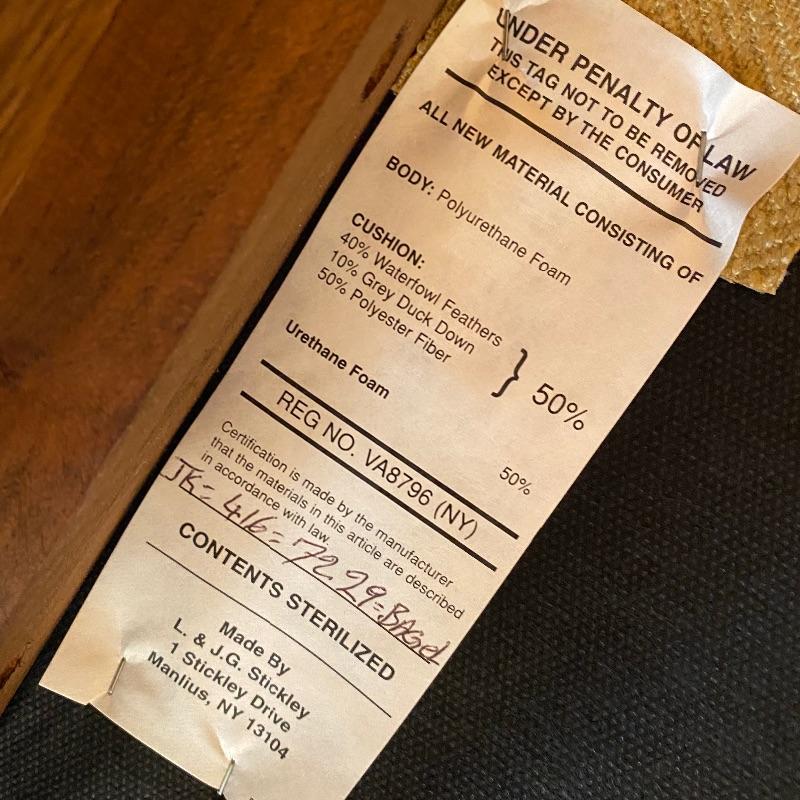 UNDER PENALTY OF LAW
THIS TAG NOT TO BE REMOVED
EXCEPT BY THE CONSUMER
ALL NEW MATERIAL CONSISTING OF
BODY: Polyurethane Foam
CUSHION:
40% Waterfowl Feathers
10% Grey Duck Down
50% Polyester Fiber
} 50%
Urethane Foam 50%
REG NO. VA8796 (NY)
Certification is made by the manufacturer
that the materials in this article are described
in accordance with law.
JK= 416= 7229=BAGel
CONTENTS STERILIZED
Made By
L. & J.G. Stickley
1 Stickley Drive
Manlius, NY 13104